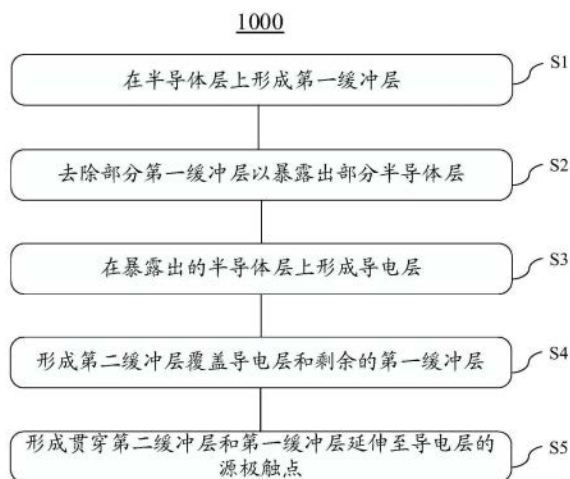 1000
在半导体层上形成第一缓冲层
S1
去除部分第一缓冲层以暴露出部分半导体层
S2
在暴露出的半导体层上形成导电层
S3
形成第二缓冲层覆盖导电层和剩余的第一缓冲层
S4
形成贯穿第二缓冲层和第一缓冲层延伸至导电层的
源极触点
S5